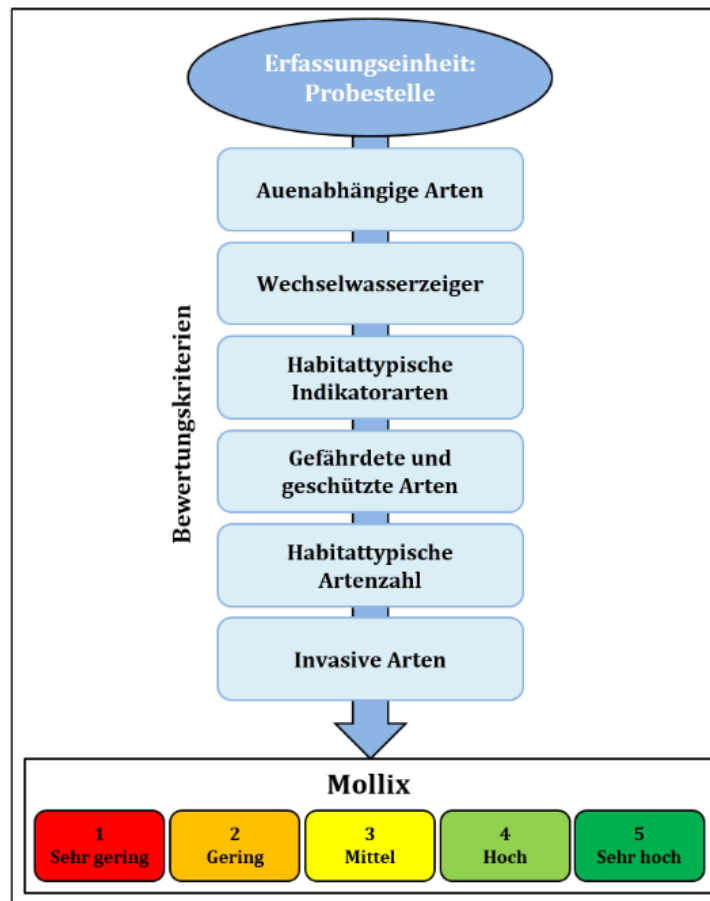 Erfassungseinheit:
Probestelle
Bewertungskriterien
Auenabhängige Arten
Wechselwasserzeiger
Habitattypische
Indikatorarten
Gefährdete und
geschützte Arten
Habitattypische
Artenzahl
Invasive Arten
Mollix
1
Sehr gering
2
Gering
3
Mittel
4
Hoch
5
Sehr hoch